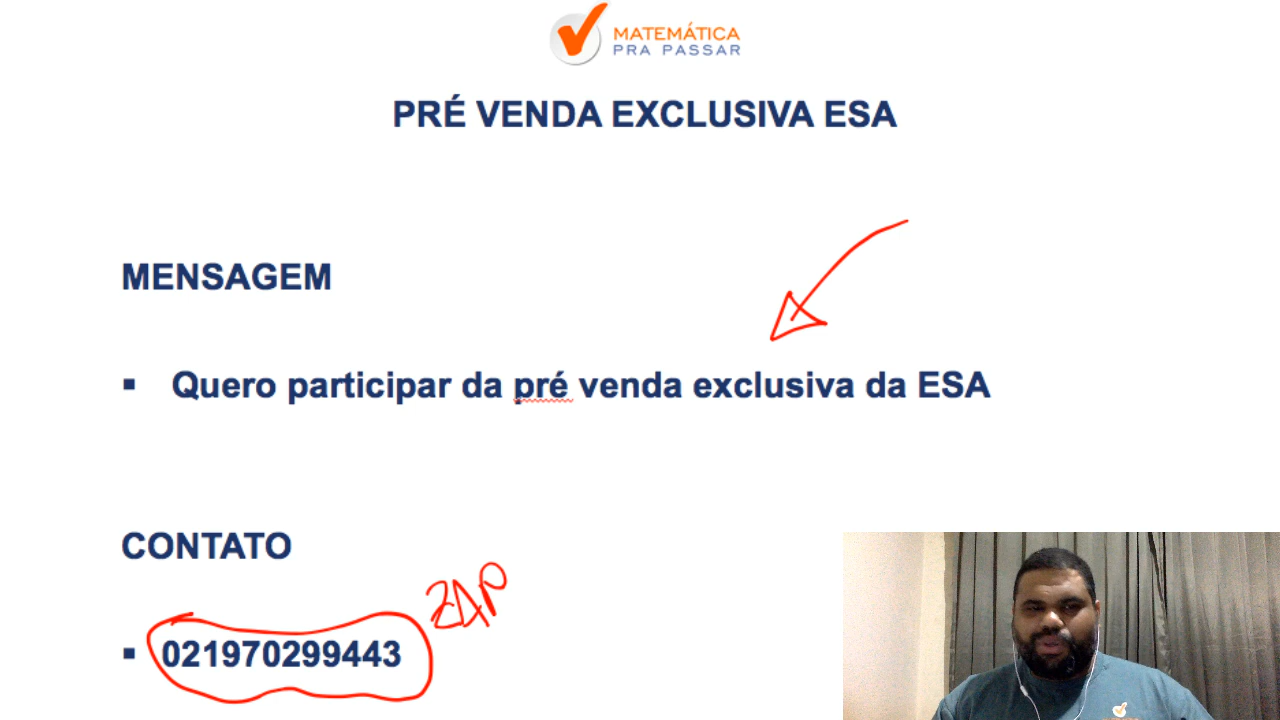 MATEMÁTICA
PRA PASSAR
PRÉ VENDA EXCLUSIVA ESA
MENSAGEM
▪ Quero participar da pré venda exclusiva da ESA
CONTATO
ZAP
▪ 021970299443